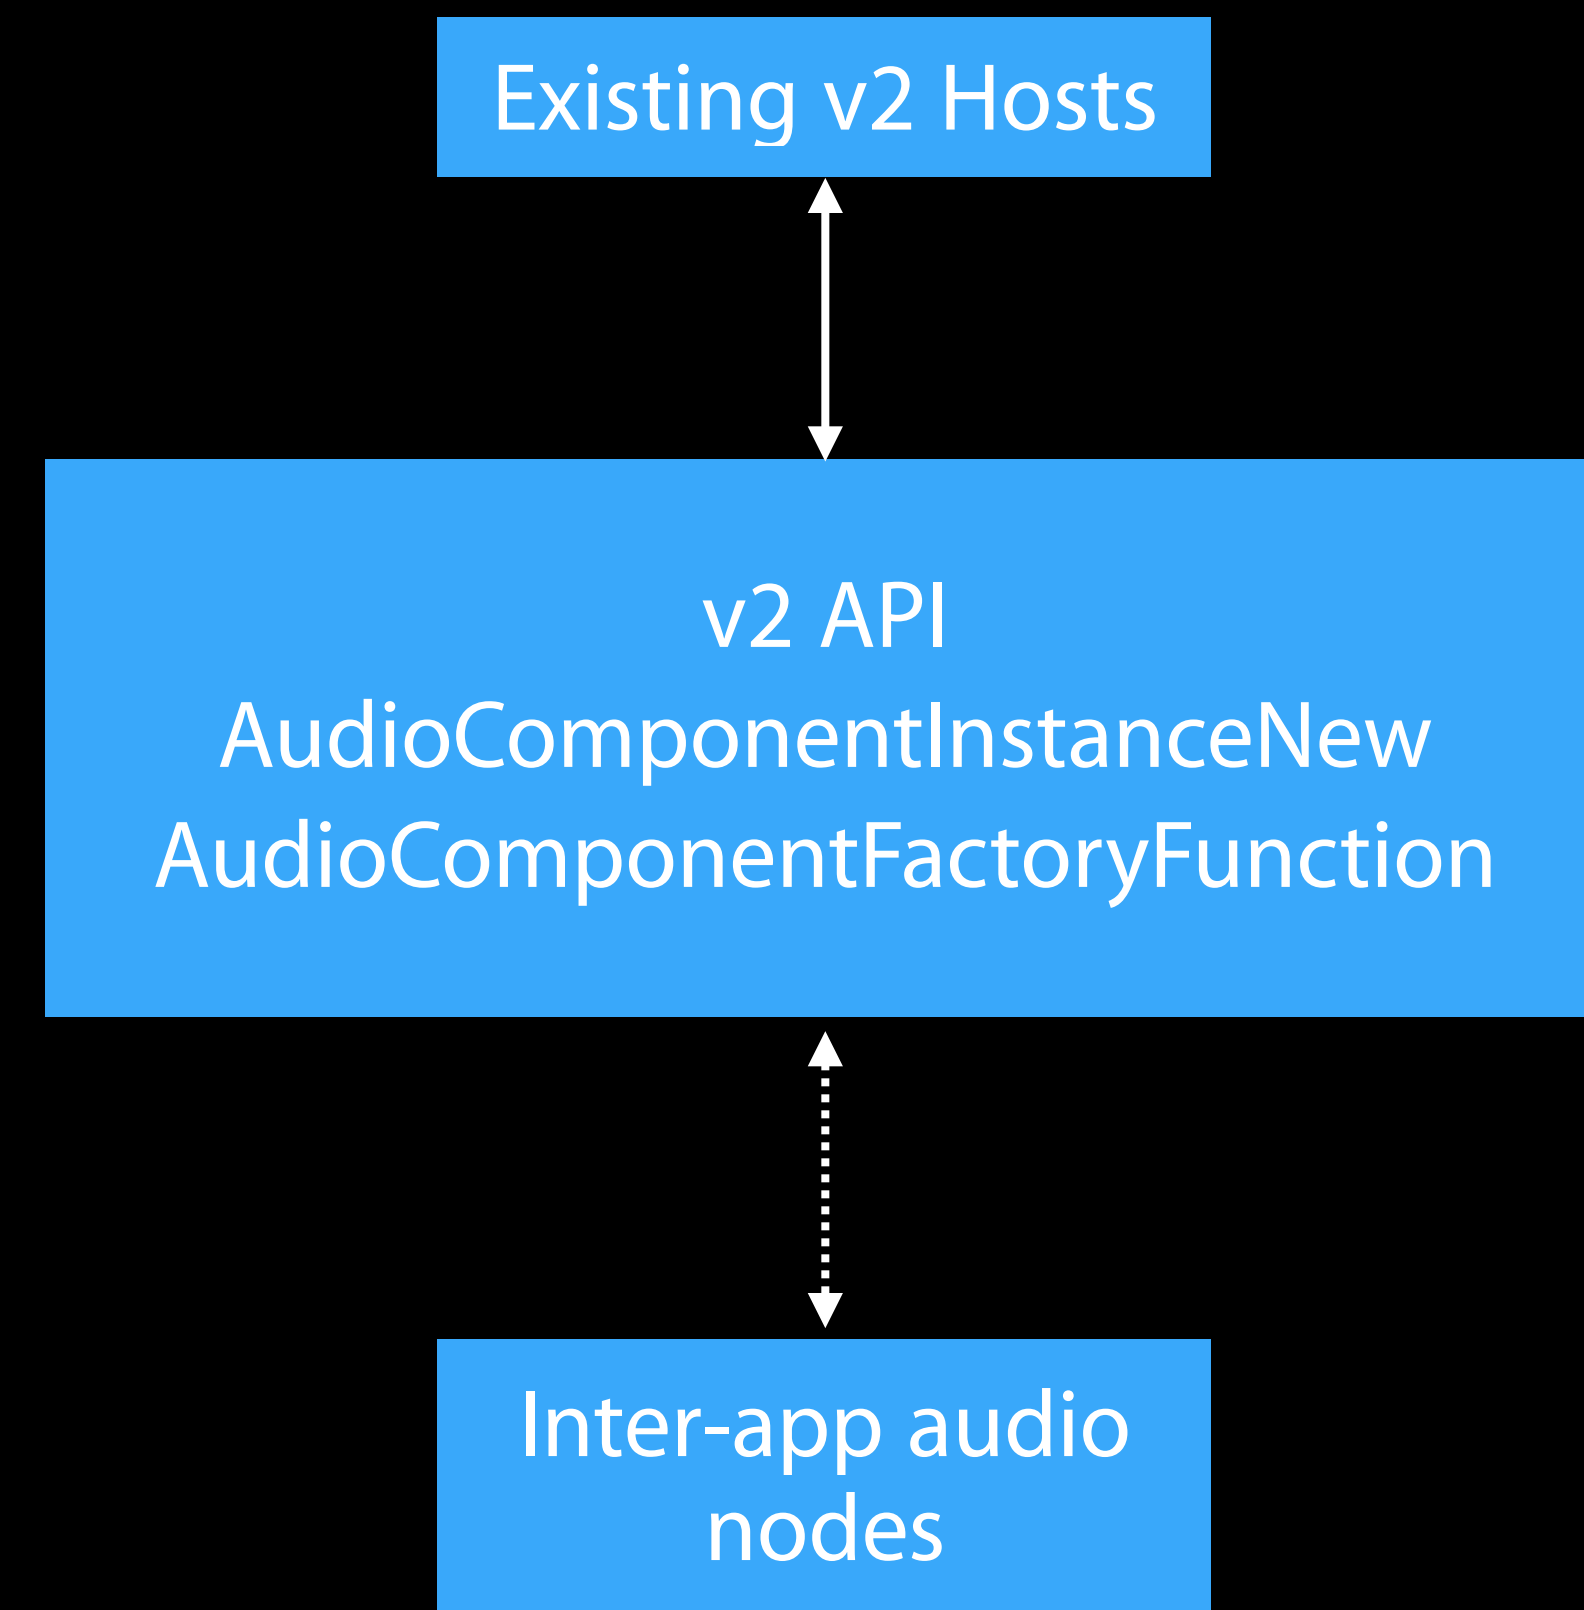 Existing v2 Hosts
v2 API
AudioComponentInstanceNew
AudioComponentFactoryFunction
Inter-app audio
nodes